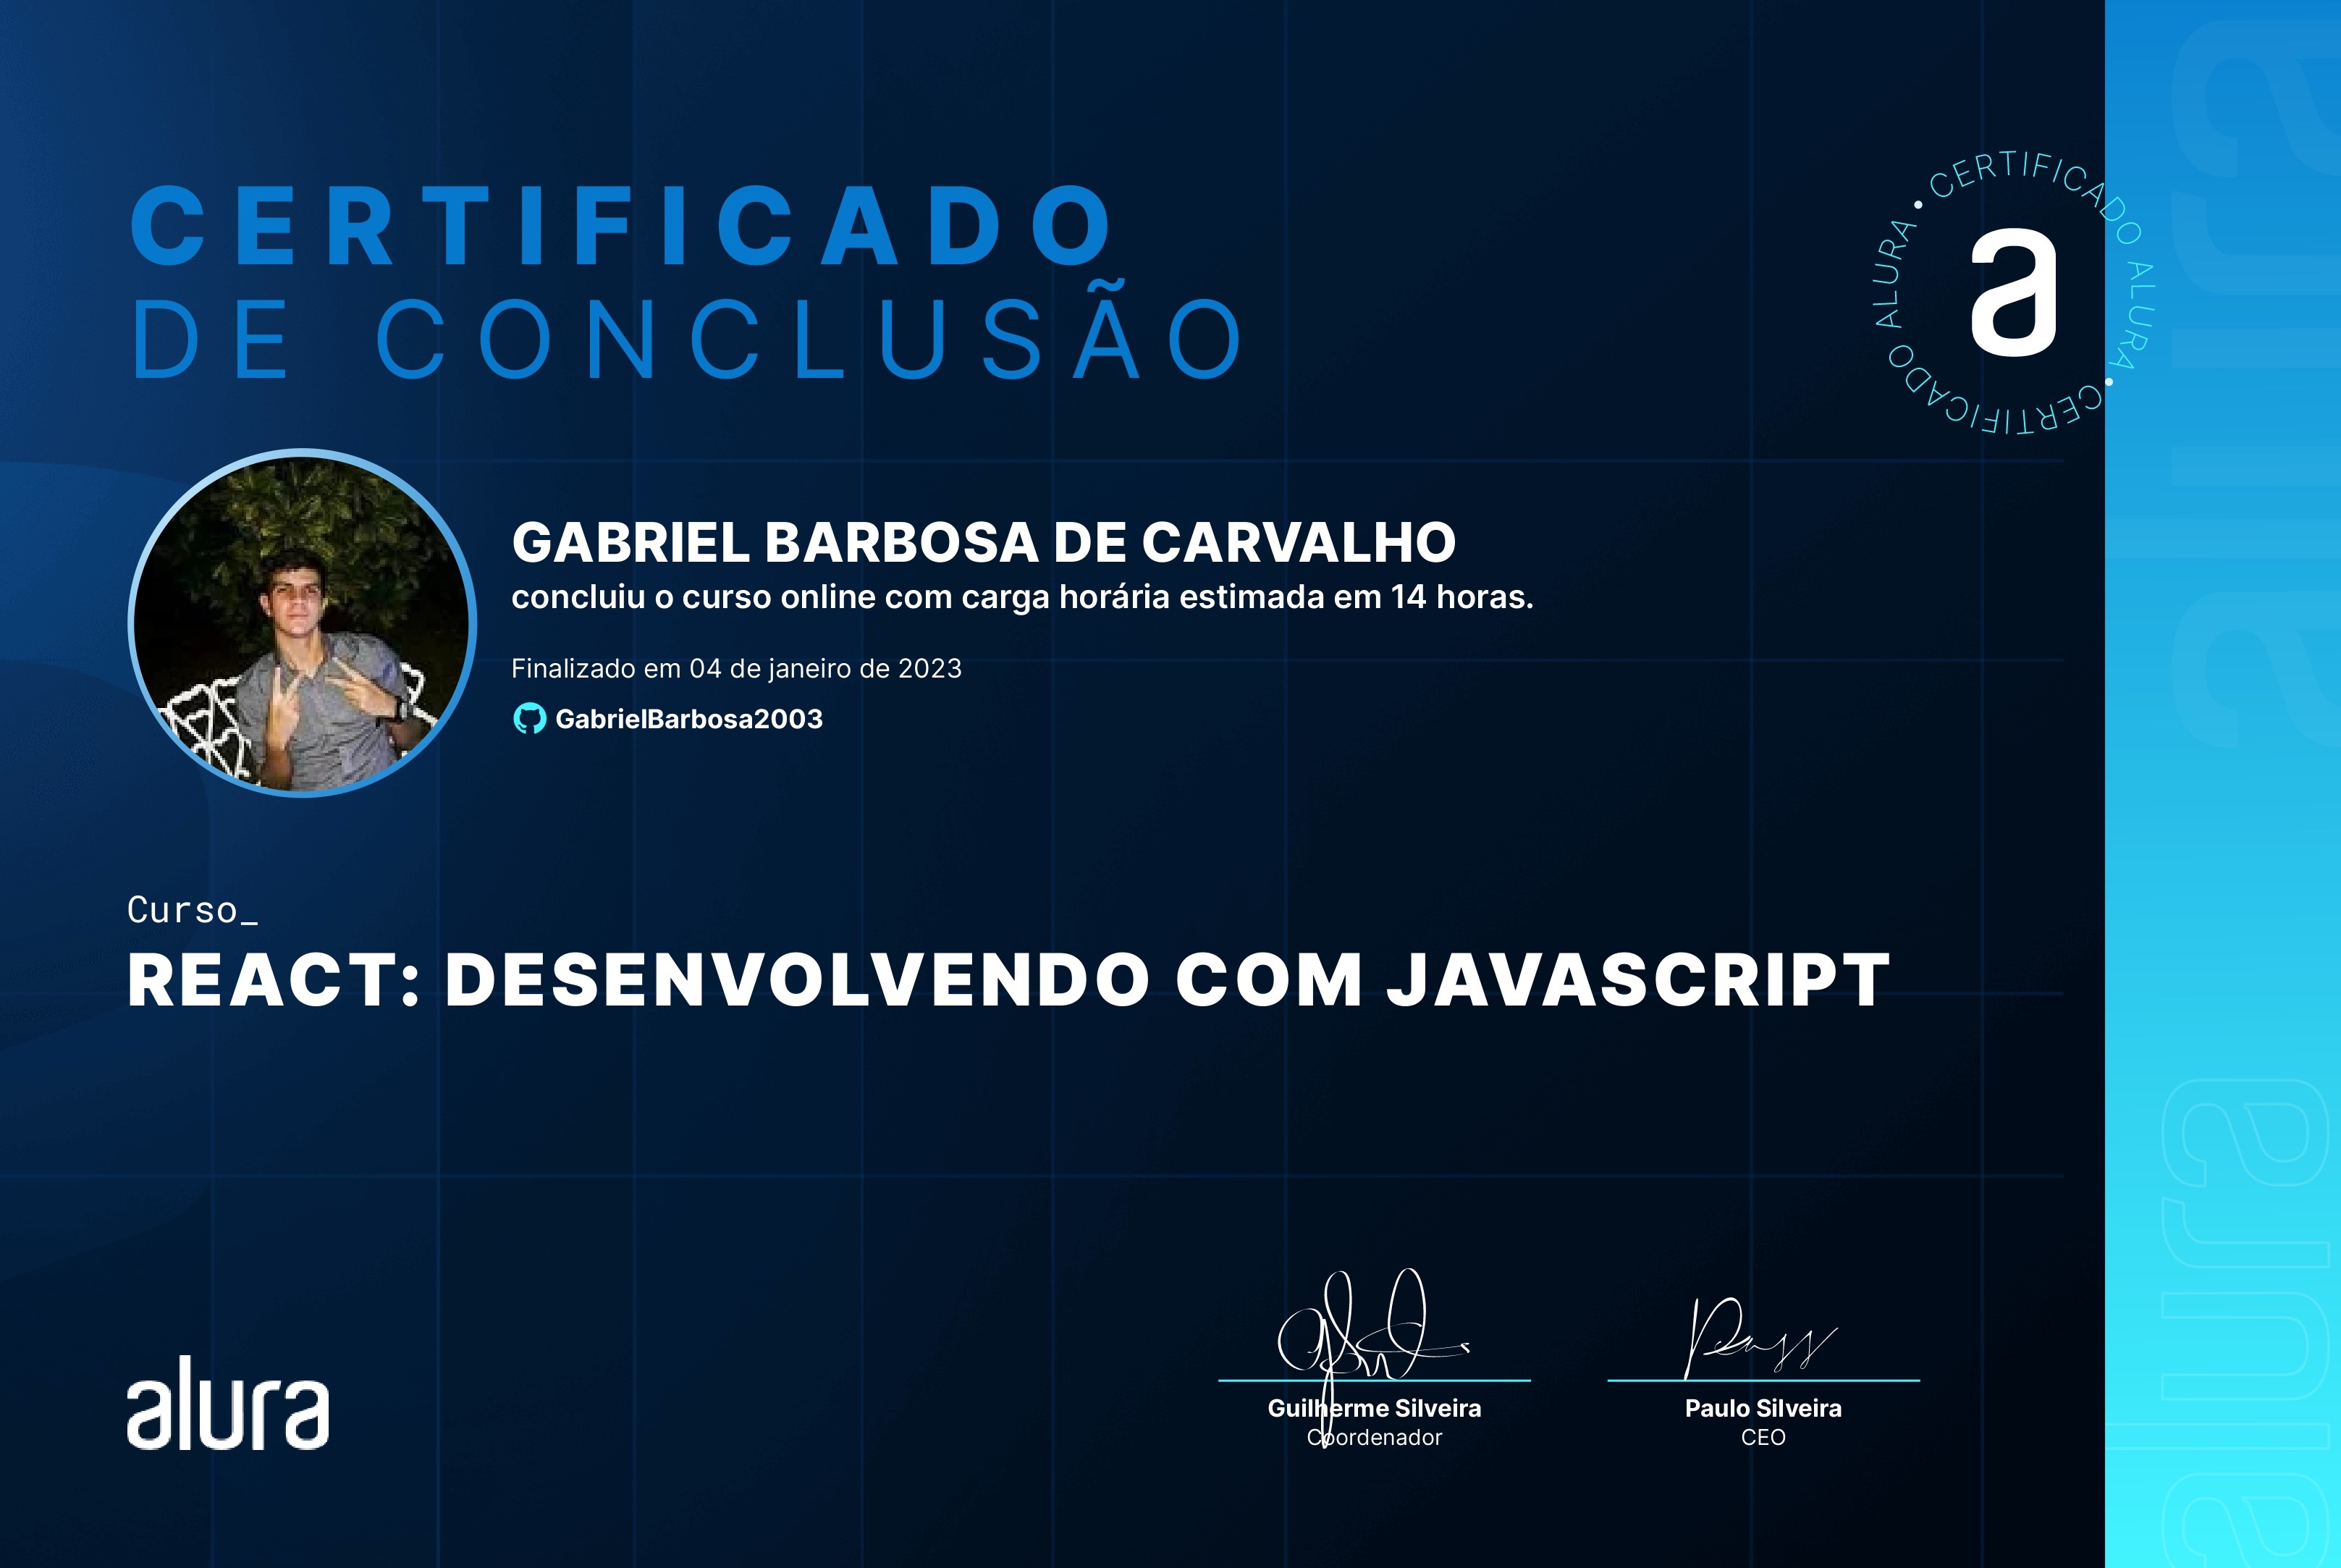 CERTIFICADO
DE CONCLUSÃO
CERTIFICADO ALURA • CERTIFICADO ALURA •
a
GABRIEL BARBOSA DE CARVALHO
concluiu o curso online com carga horária estimada em 14 horas.
Finalizado em 04 de janeiro de 2023
GabrielBarbosa2003
Curso_
REACT: DESENVOLVENDO COM JAVASCRIPT
alura
Guilherme Silveira
Coordenador
Paulo Silveira
CEO
alura
alura